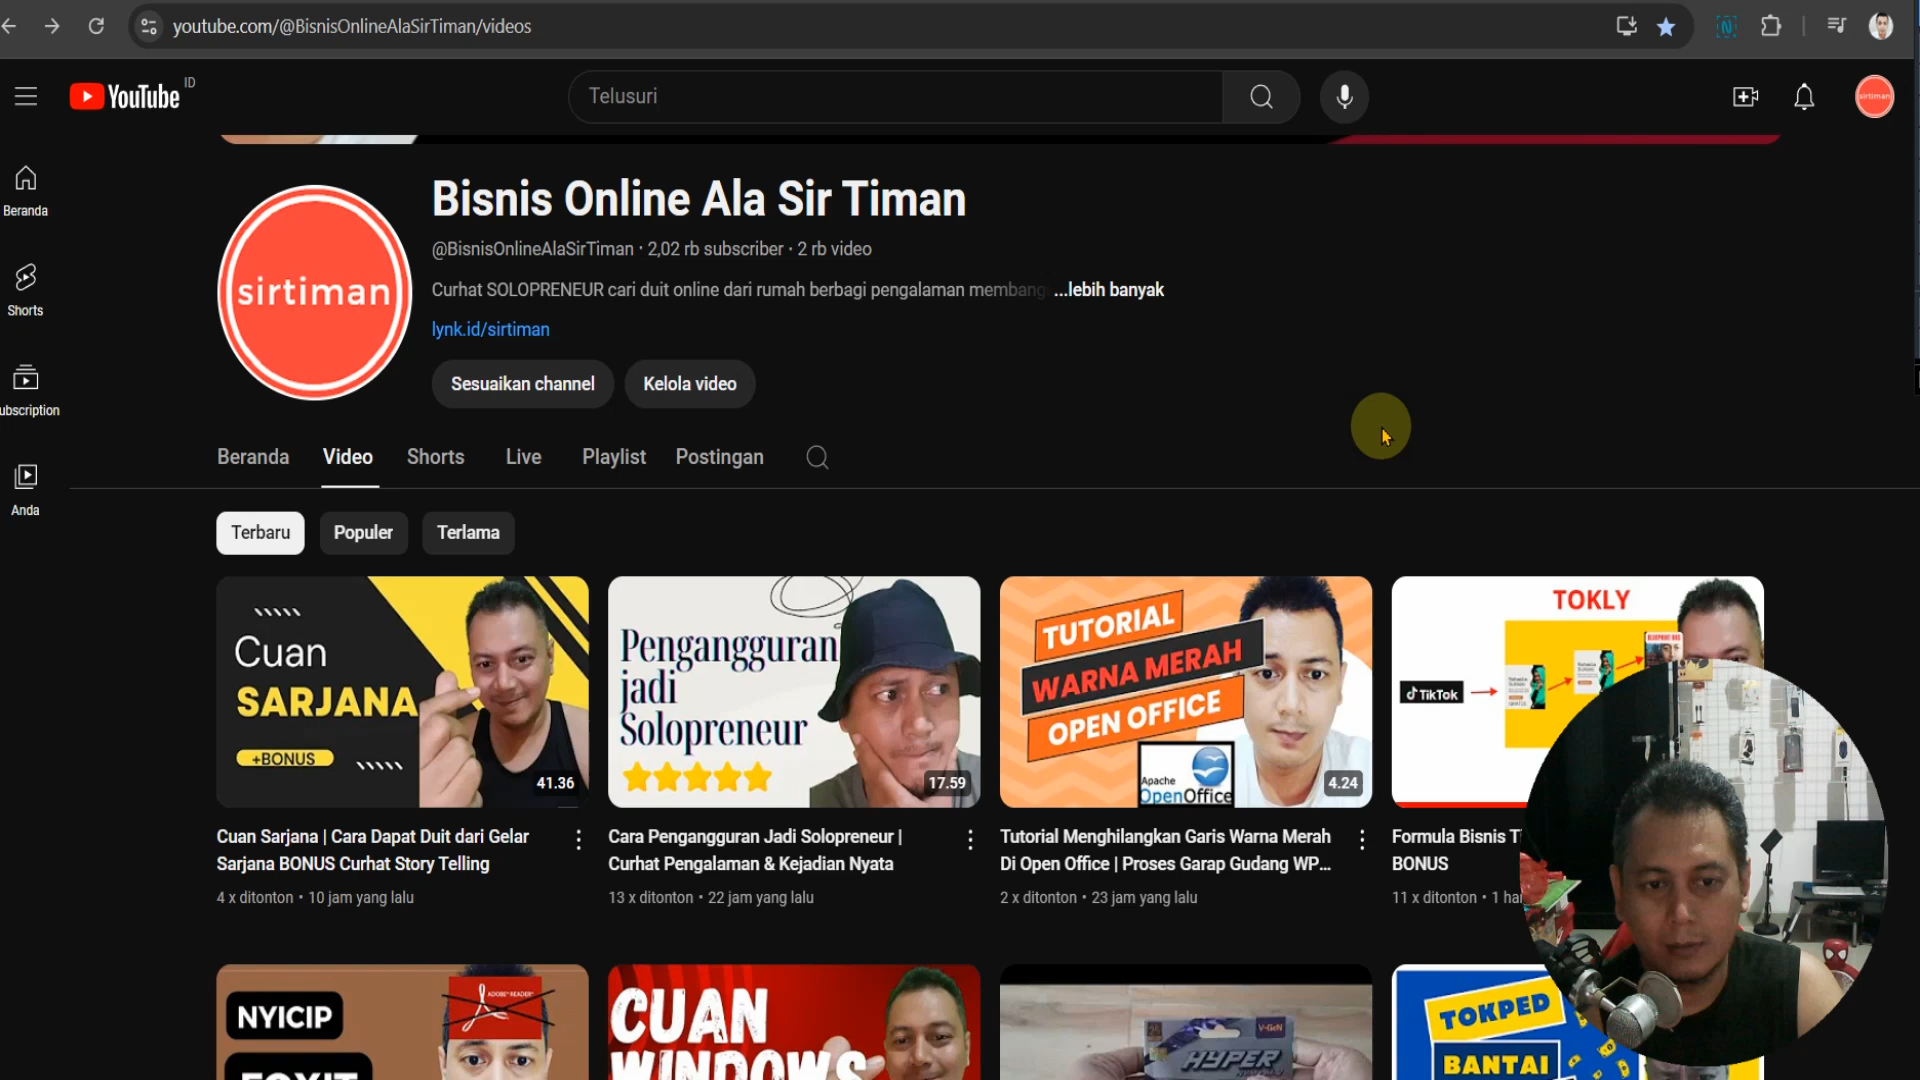 youtube.com/@BisnisOnlineAlaSirTiman/videos
YouTube ID
Telusuri
sirtiman
Beranda
Shorts
ubscription
Anda
sirtiman
Bisnis Online Ala Sir Timan
@BisnisOnlineAlaSirTiman · 2,02 rb subscriber · 2 rb video
Curhat SOLOPRENEUR cari duit online dari rumah berbagi pengalaman membang ...lebih banyak
lynk.id/sirtiman
Sesuaikan channel Kelola video
Beranda Video Shorts Live Playlist Postingan
Terbaru Populer Terlama
Cuan
SARJANA
+BONUS
41.36
Cuan Sarjana | Cara Dapat Duit dari Gelar
Sarjana BONUS Curhat Story Telling
4 x ditonton · 10 jam yang lalu
Pengangguran
jadi
Solopreneur
17.59
Cara Pengangguran Jadi Solopreneur |
Curhat Pengalaman & Kejadian Nyata
13 x ditonton · 22 jam yang lalu
TUTORIAL
WARNA MERAH
OPEN OFFICE
Apache
OpenOffice
4.24
Tutorial Menghilangkan Garis Warna Merah
Di Open Office | Proses Garap Gudang WP...
2 x ditonton · 23 jam yang lalu
TOKLY
TikTok
Formula Bisnis T
BONUS
11 x ditonton · 1 ha
NYICIP
FOXIT
ADOBE READER
CUAN
WINDOWS
V-GeN
HYPER
TOKPED
BANTAI